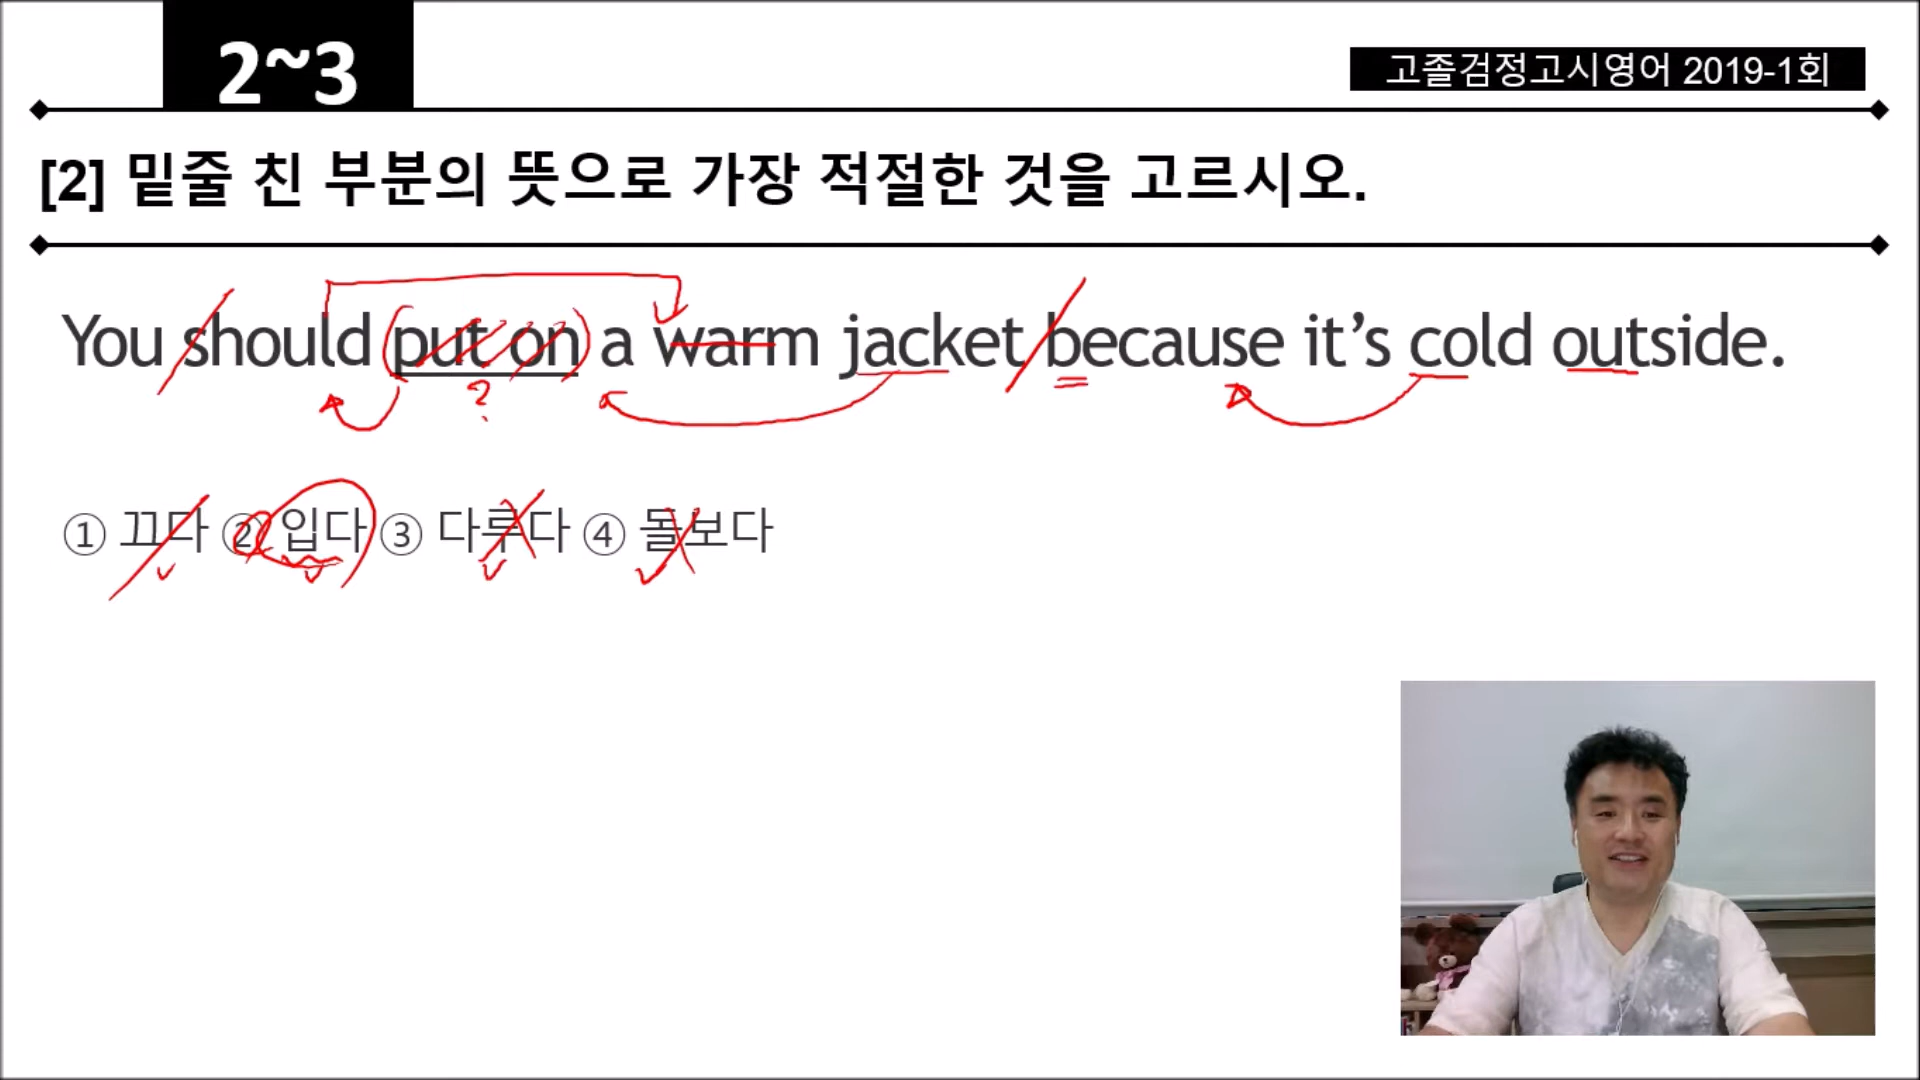 2~3
고졸검정고시영어 2019-1회
[2] 밑줄 친 부분의 뜻으로 가장 적절한 것을 고르시오.
You should put on a warm jacket because it's cold outside.
?
① 끄다 ② 입다 ③ 다루다 ④ 돌보다